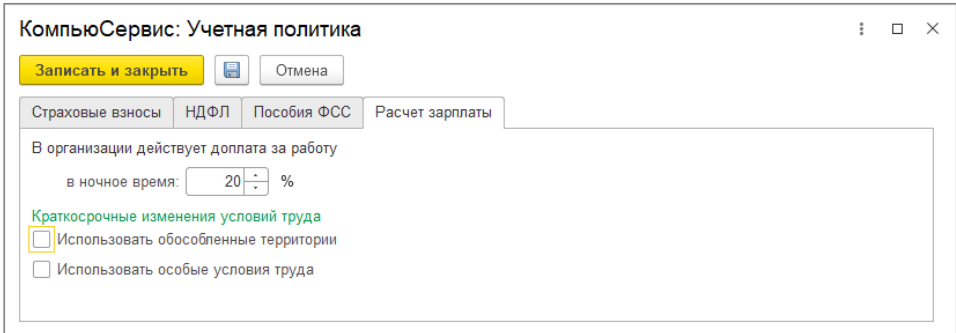 КомпьюСервис: Учетная политика
Записать и закрыть Отмена
Страховые взносы НДФЛ Пособия ФСС Расчет зарплаты
В организации действует доплата за работу
в ночное время: 20 %
Краткосрочные изменения условий труда
Использовать обособленные территории
Использовать особые условия труда